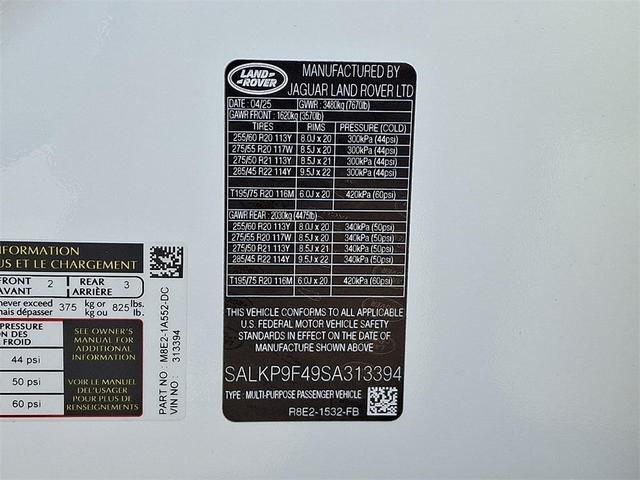 LAND
ROVER
MANUFACTURED BY
JAGUAR LAND ROVER LTD
DATE : 04/25 GVWR : 3480kg (7670lb)
GAWR FRONT : 1620kg (3570lb)
TIRES RIMS PRESSURE (COLD)
255/60 R20 113Y 8.0J x 20 300kPa (44psi)
275/55 R20 117W 8.5J x 20 300kPa (44psi)
275/50 R21 113Y 8.5J x 21 300kPa (44psi)
285/45 R22 114Y 9.5J x 22 300kPa (44psi)
T195/75 R20 116M 6.0J x 20 420kPa (60psi)
GAWR REAR : 2030kg (4475lb)
255/60 R20 113Y 8.0J x 20 340kPa (50psi)
275/55 R20 117W 8.5J x 20 340kPa (50psi)
275/50 R21 113Y 8.5J x 21 340kPa (50psi)
285/45 R22 114Y 9.5J x 22 340kPa (50psi)
T195/75 R20 116M 6.0J x 20 420kPa (60psi)
THIS VEHICLE CONFORMS TO ALL APPLICABLE
U.S. FEDERAL MOTOR VEHICLE SAFETY
STANDARDS IN EFFECT ON THE DATE OF
MANUFACTURE SHOWN ABOVE.
SALKP9F49SA313394
TYPE : MULTI-PURPOSE PASSENGER VEHICLE
R8E2-1532-FB
INFORMATION
US ET LE CHARGEMENT
FRONT 2 REAR 3
AVANT ARRIÈRE
never exceed 375 kg or 825 lbs.
mais dépasser kg ou lb.
PRESSURE
ON DES
FROID
44 psi
50 psi
60 psi
SEE OWNER'S
MANUAL FOR
ADDITIONAL
INFORMATION
VOIR LE MANUEL
DE L'USAGER
POUR PLUS DE
RENSEIGNEMENTS
PART NO : M8E2-1A552-DC
VIN NO : 313394